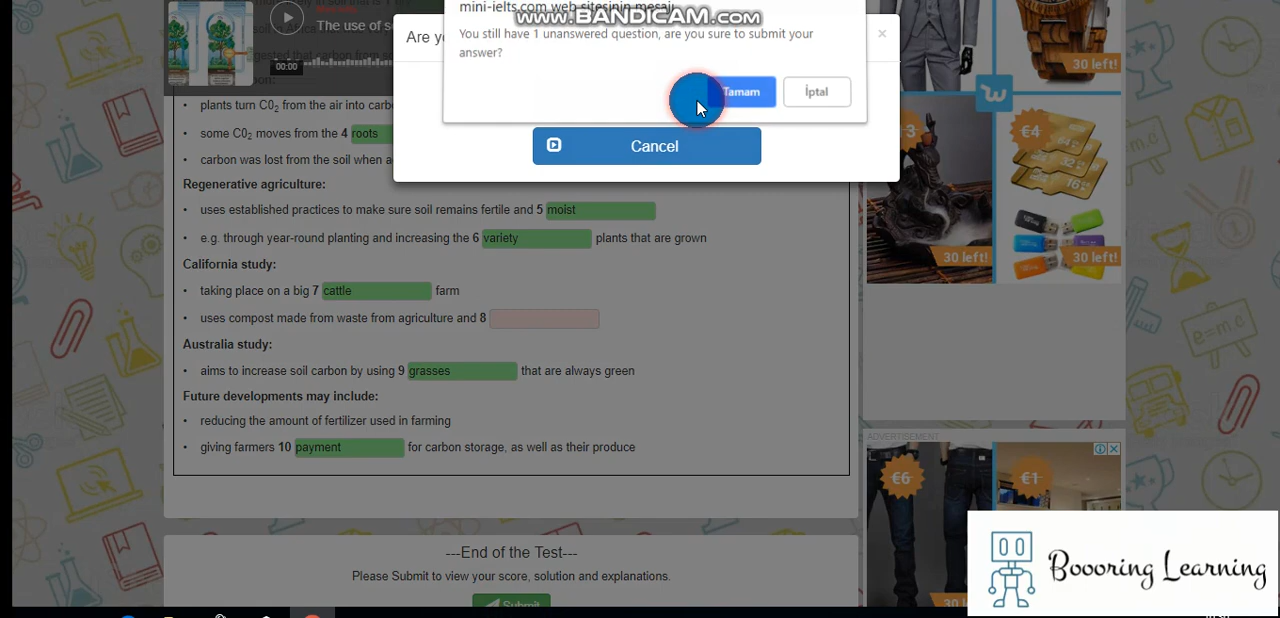 www.BANDICAM.com
mini-ielts.com web sitesinin mesajı
You still have 1 unanswered question, are you sure to submit your
answer?
Tamam
İptal
The use of s
00:00
Are yo
×
Cancel
plants turn C0₂ from the air into carbo
some C0₂ moves from the 4 roots
carbon was lost from the soil when a
Regenerative agriculture:
uses established practices to make sure soil remains fertile and 5 moist
e.g. through year-round planting and increasing the 6 variety plants that are grown
California study:
taking place on a big 7 cattle farm
uses compost made from waste from agriculture and 8
Australia study:
aims to increase soil carbon by using 9 grasses that are always green
Future developments may include:
reducing the amount of fertilizer used in farming
giving farmers 10 payment for carbon storage, as well as their produce
---End of the Test---
Please Submit to view your score, solution and explanations.
Submit
30 left!
€4
30 left!
30 left!
ADVERTISEMENT
€6
€1
Boooring Learning